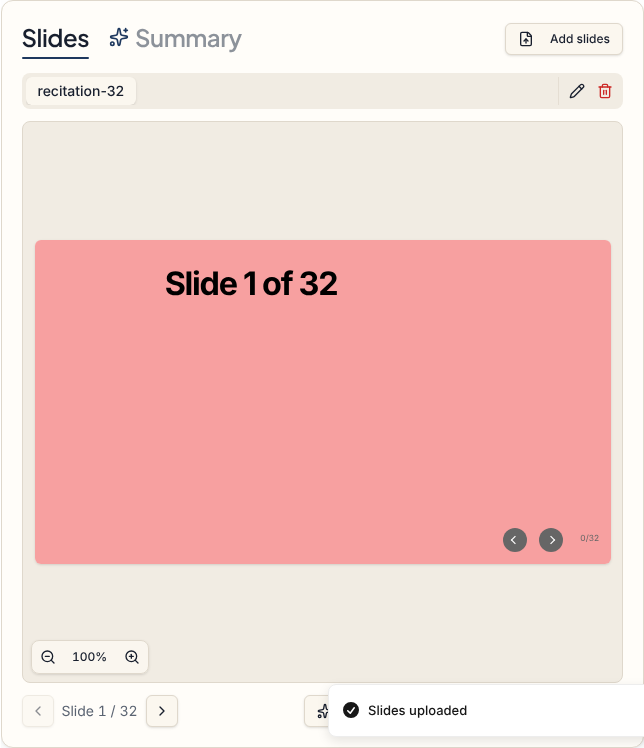 Slides
Summary
Add slides
recitation-32
Slide 1 of 32
0/32
100%
Slide 1 / 32
Slides uploaded